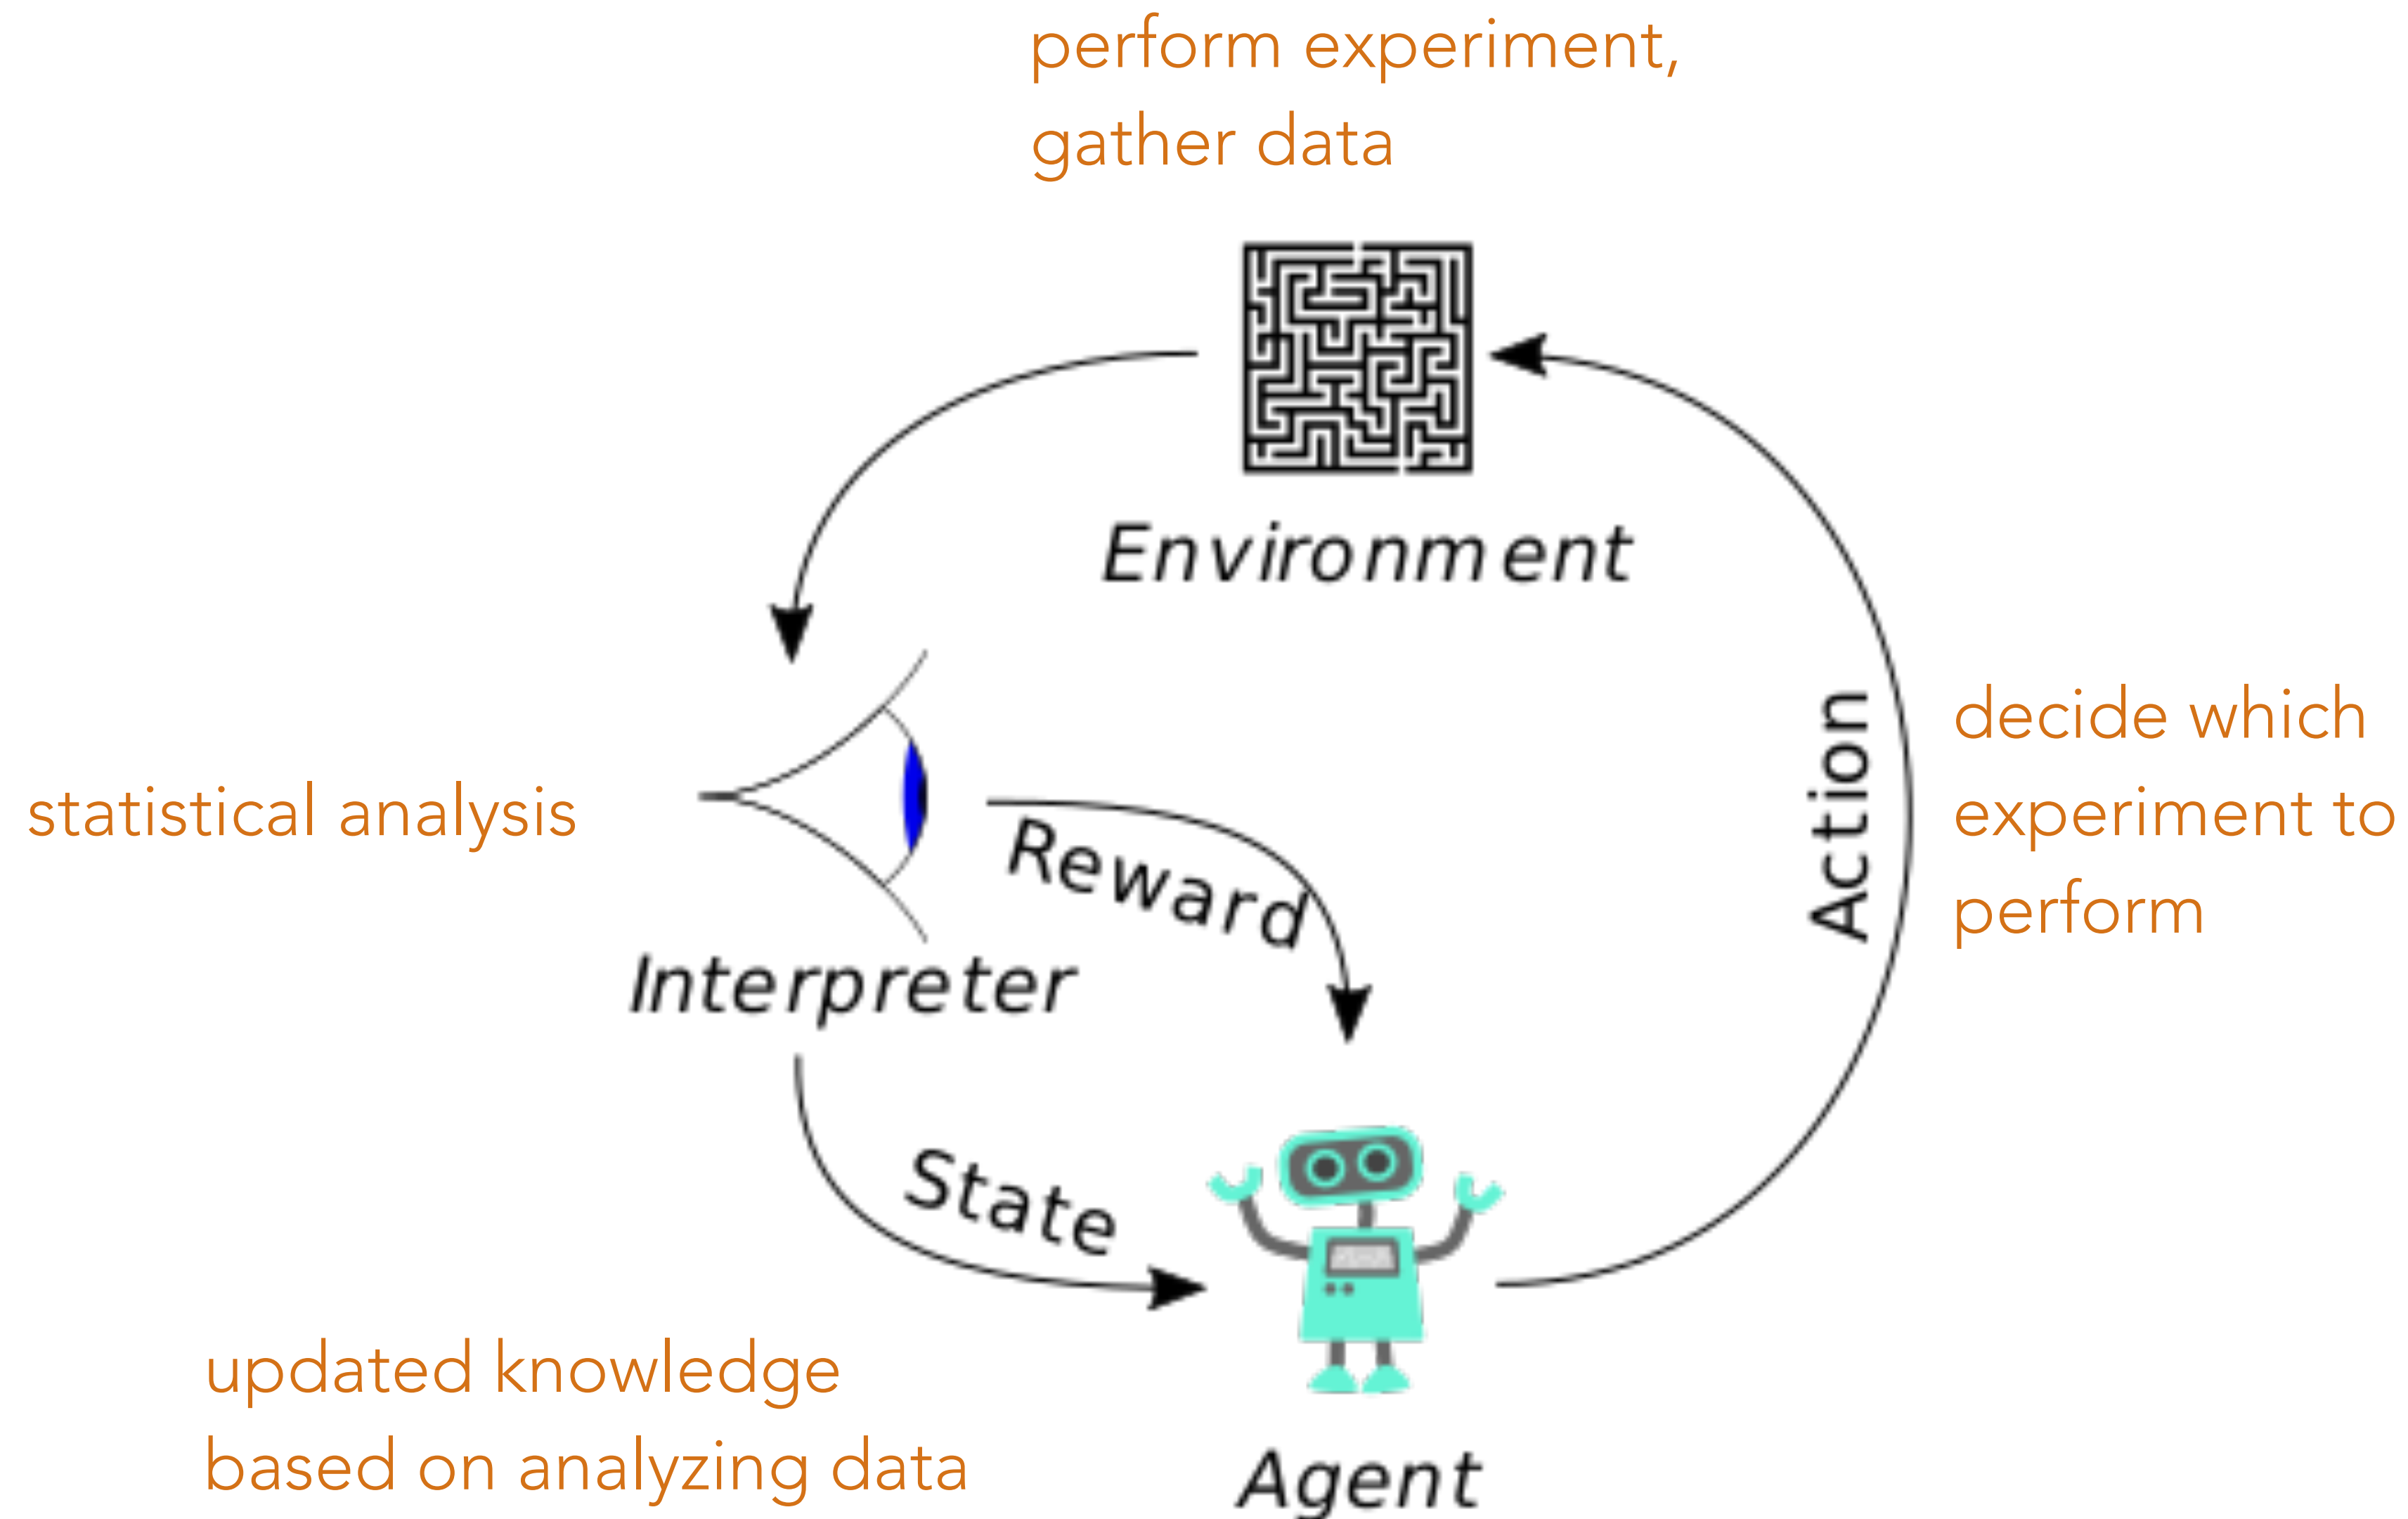 perform experiment,
gather data
Environment
decide which
experiment to
perform
Action
statistical analysis
Reward
Interpreter
State
updated knowledge
based on analyzing data
Agent